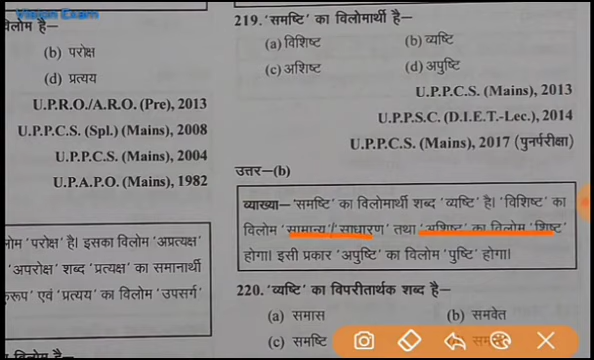 Vision Exam
विलोम है—
(b) परोक्ष
(d) प्रत्यय
U.P.R.O./A.R.O. (Pre), 2013
U.P.P.C.S. (Spl.) (Mains), 2008
U.P.P.C.S. (Mains), 2004
U.P.A.P.O. (Mains), 1982
'परोक्ष' है। इसका विलोम 'अप्रत्यक्ष'
'अपरोक्ष' शब्द 'प्रत्यक्ष' का समानार्थी
एवं 'प्रत्यय' का विलोम 'उपसर्ग'
219. 'समष्टि' का विलोमार्थी है—
(a) विशिष्ट (b) व्यष्टि
(c) अशिष्ट (d) अपुष्टि
U.P.P.C.S. (Mains), 2013
U.P.P.S.C. (D.I.E.T.-Lec.), 2014
U.P.P.C.S. (Mains), 2017 (पुनर्परीक्षा)
उत्तर—(b)
व्याख्या—'समष्टि' का विलोमार्थी शब्द 'व्यष्टि' है। 'विशिष्ट' का
विलोम 'सामान्य'/'साधारण' तथा 'अशिष्ट' का विलोम 'शिष्ट'
होगा। इसी प्रकार 'अपुष्टि' का विलोम 'पुष्टि' होगा।
220. 'व्यष्टि' का विपरीतार्थक शब्द है—
(a) समास (b) समवेत
(c) समष्टि